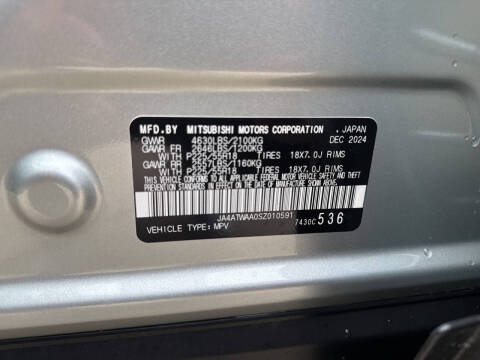 MFD.BY MITSUBISHI MOTORS CORPORATION . JAPAN
GVWR 4630LBS/2100KG DEC 2024
GAWR FR 2646LBS/1200KG
WITH P225/55R18 TIRES 18X7.0J RIMS
GAWR RR 2557LBS/1160KG
WITH P225/55R18 TIRES 18X7.0J RIMS
THIS VEHICLE CONFORMS TO ALL APPLICABLE FEDERAL
MOTOR VEHICLE SAFETY AND THEFT PREVENTION STANDARDS
IN EFFECT ON THE DATE OF MANUFACTURE SHOWN ABOVE.
JA4ATWAA0SZ010591
VEHICLE TYPE: MPV 7430C 536